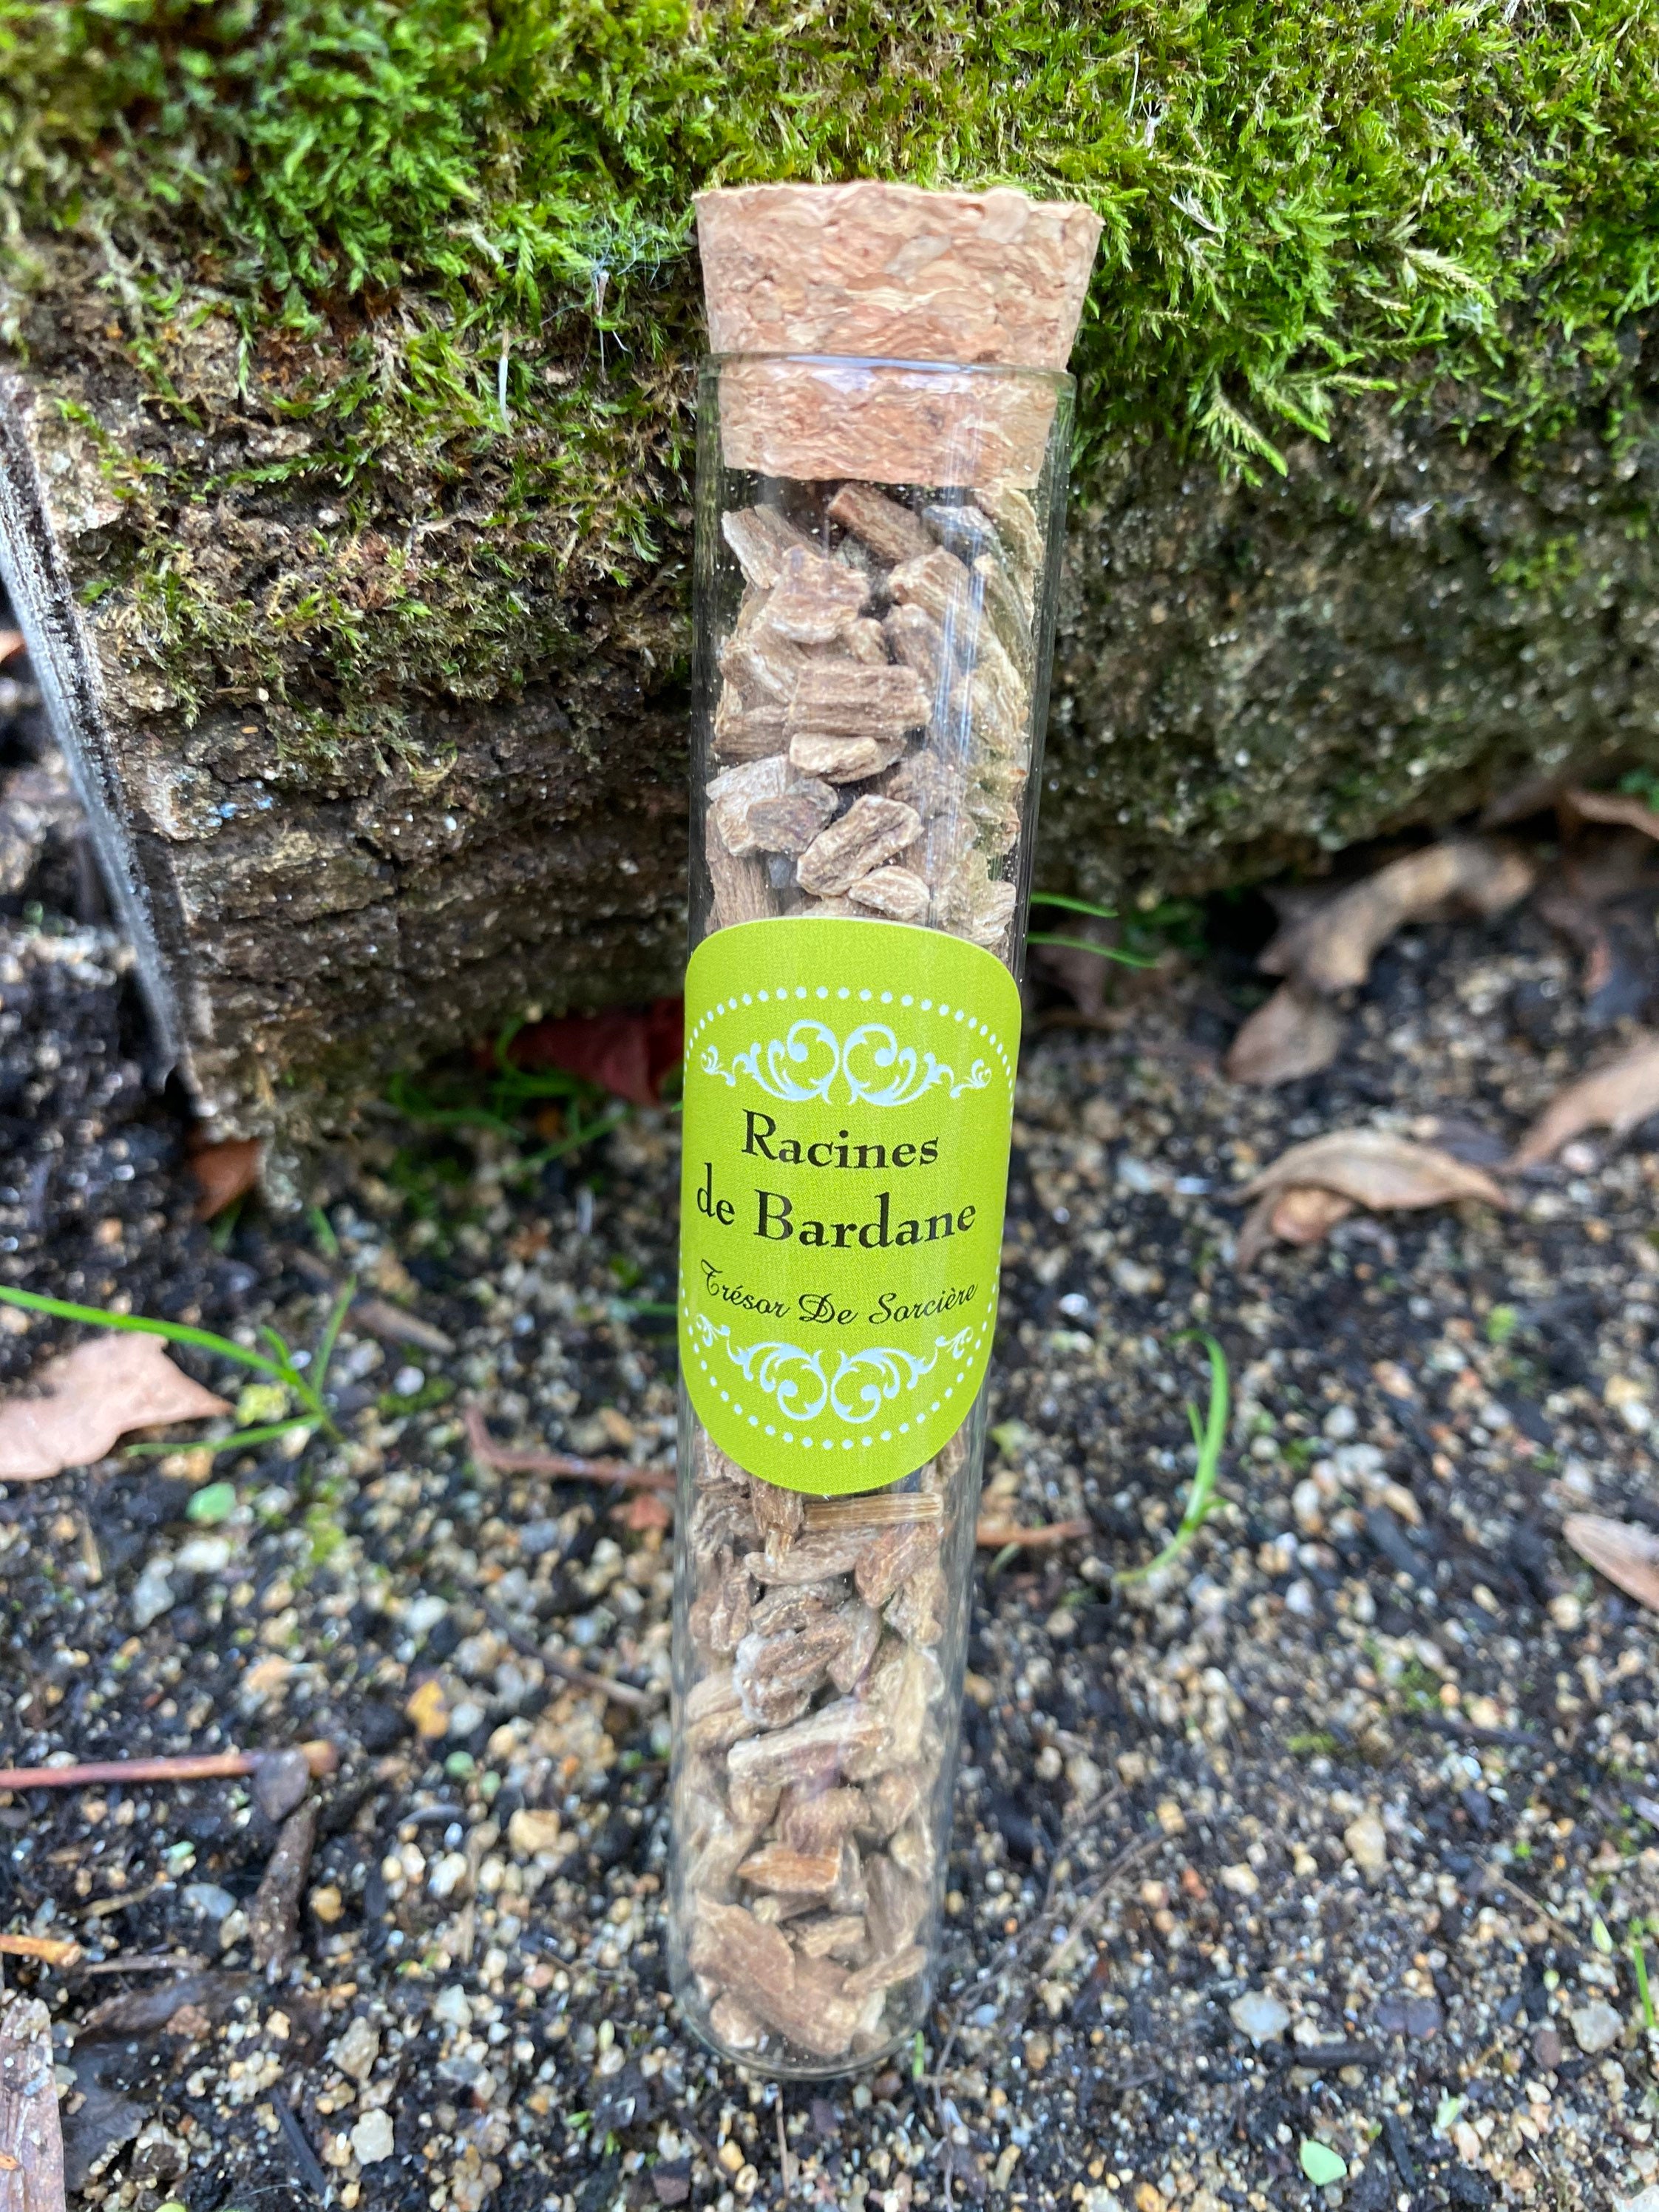 Racines
de Bardane
Trésor De Sorcière